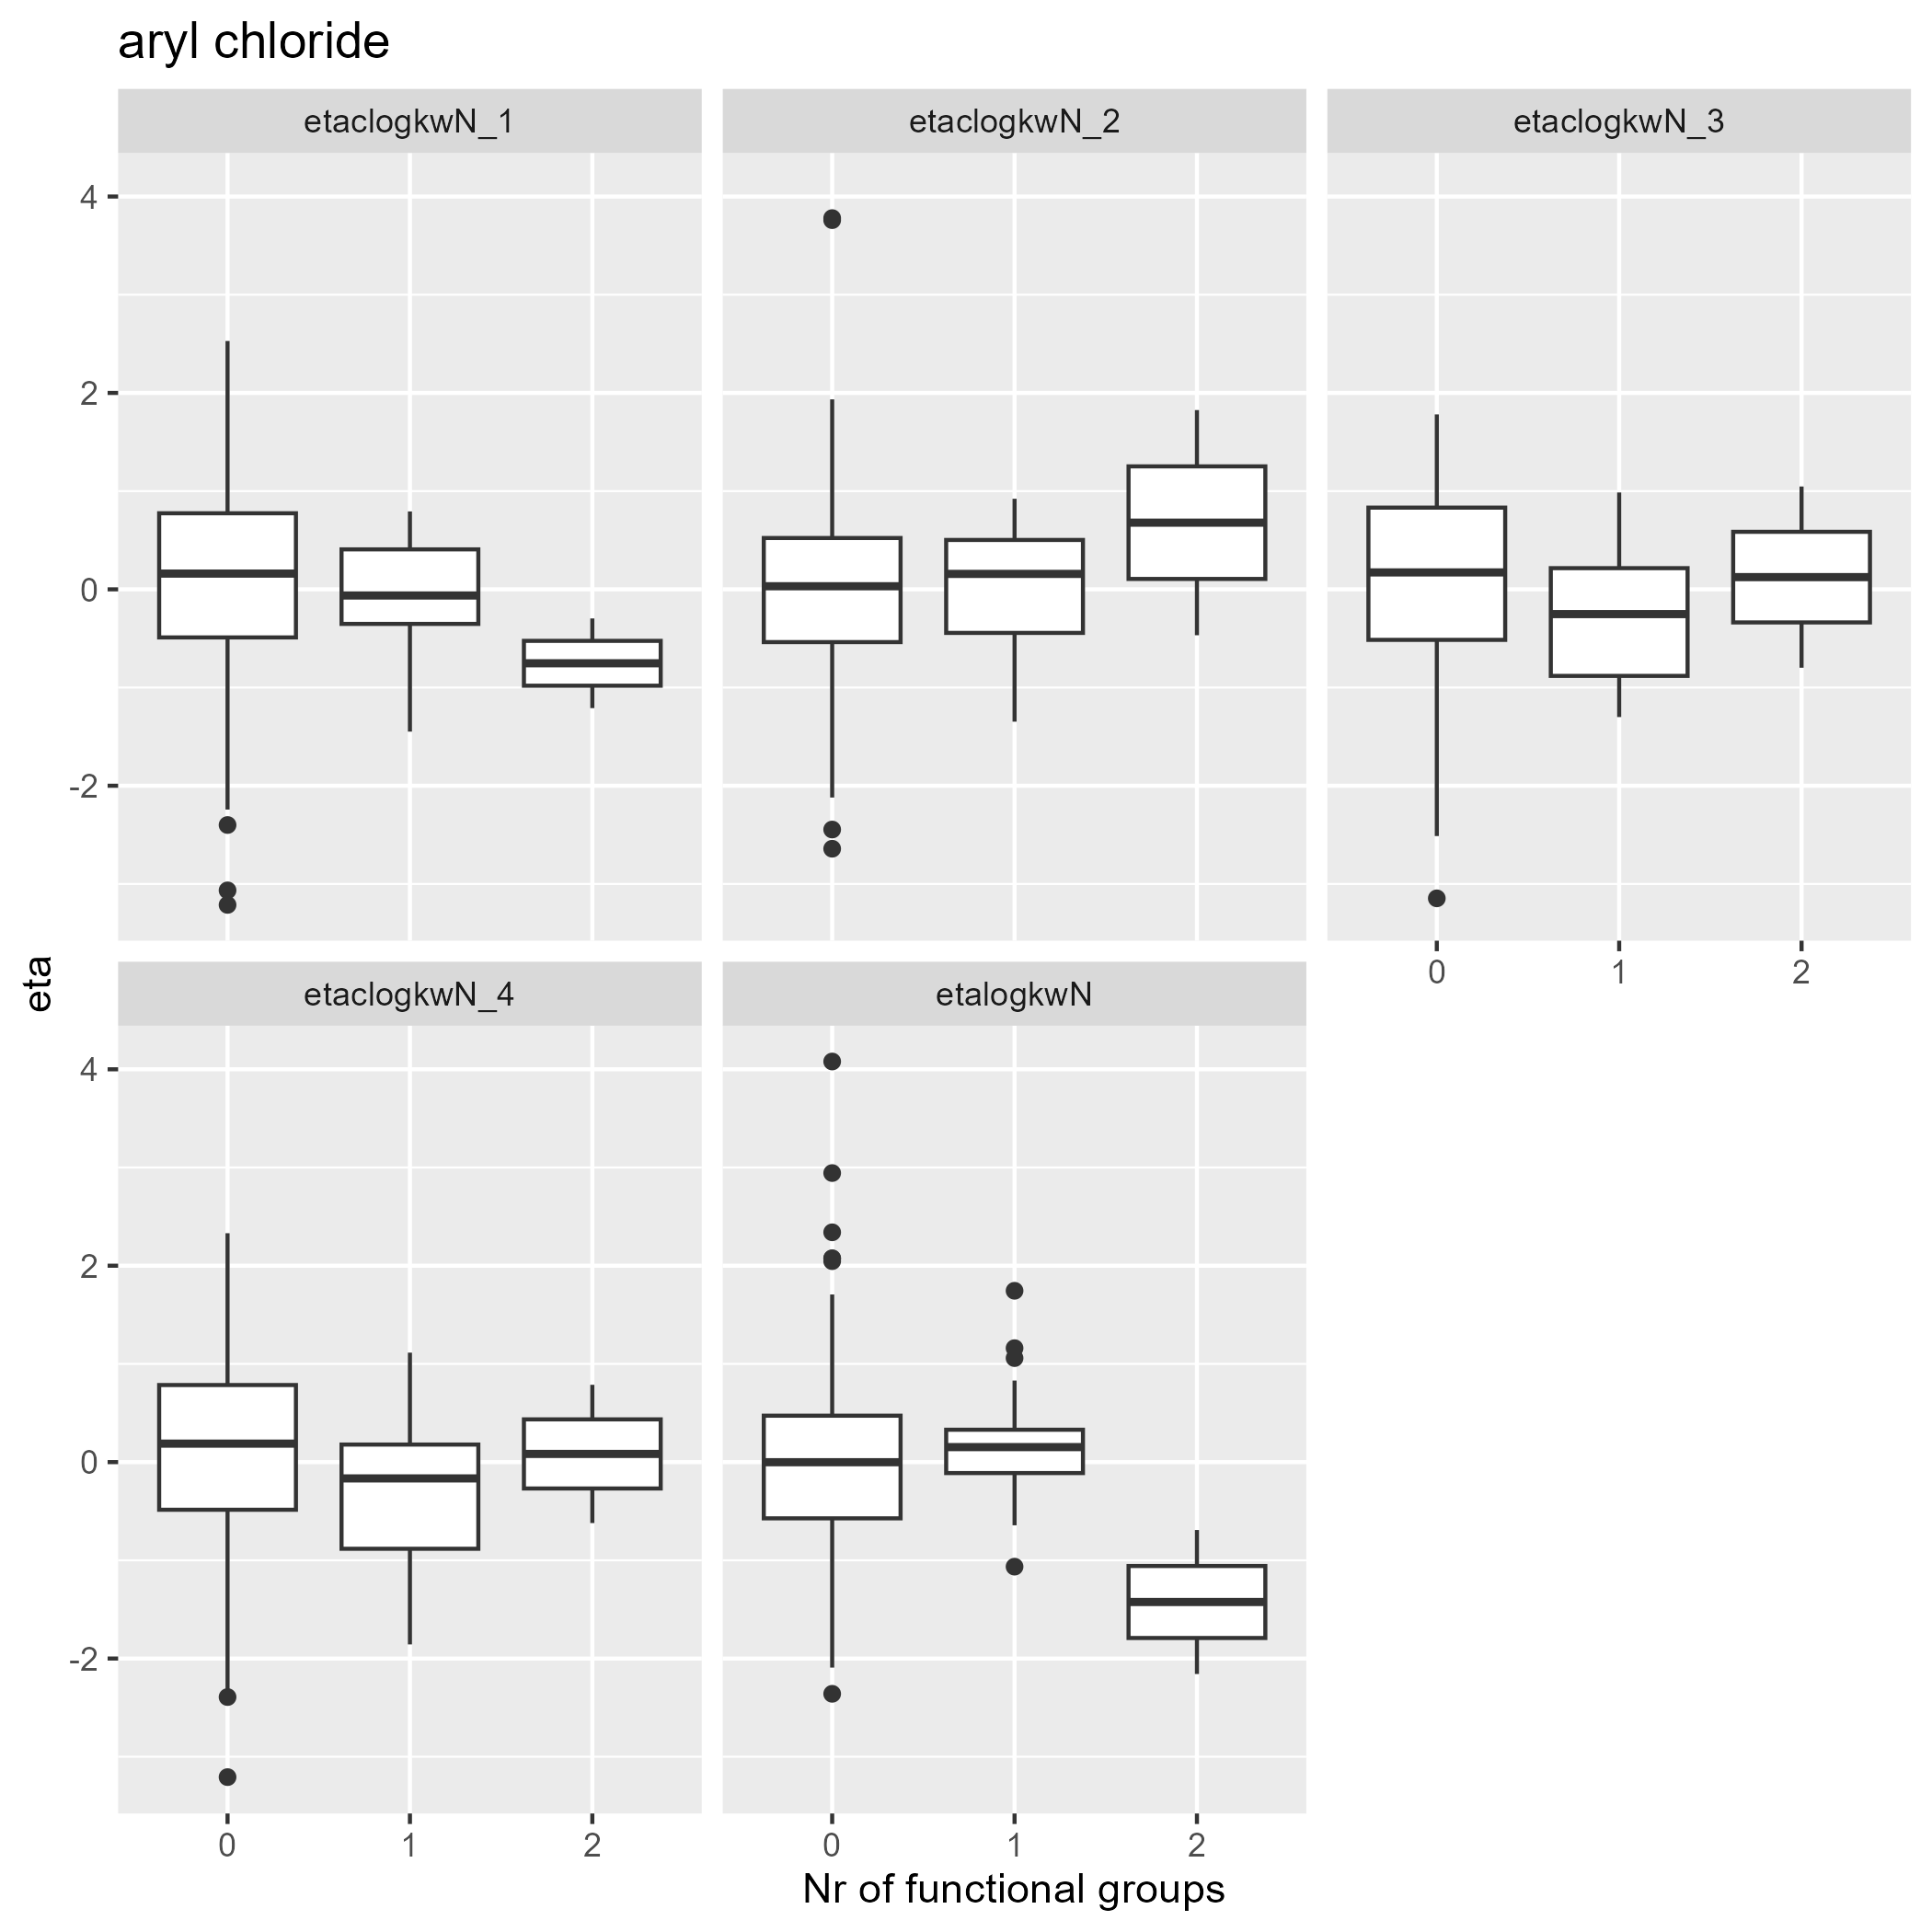 aryl chloride
etaclogkwN_1
etaclogkwN_2
etaclogkwN_3
4
2
0
-2
0
1
2
eta
etaclogkwN_4
etalogkwN
4
2
0
-2
0
1
2
0
1
2
Nr of functional groups